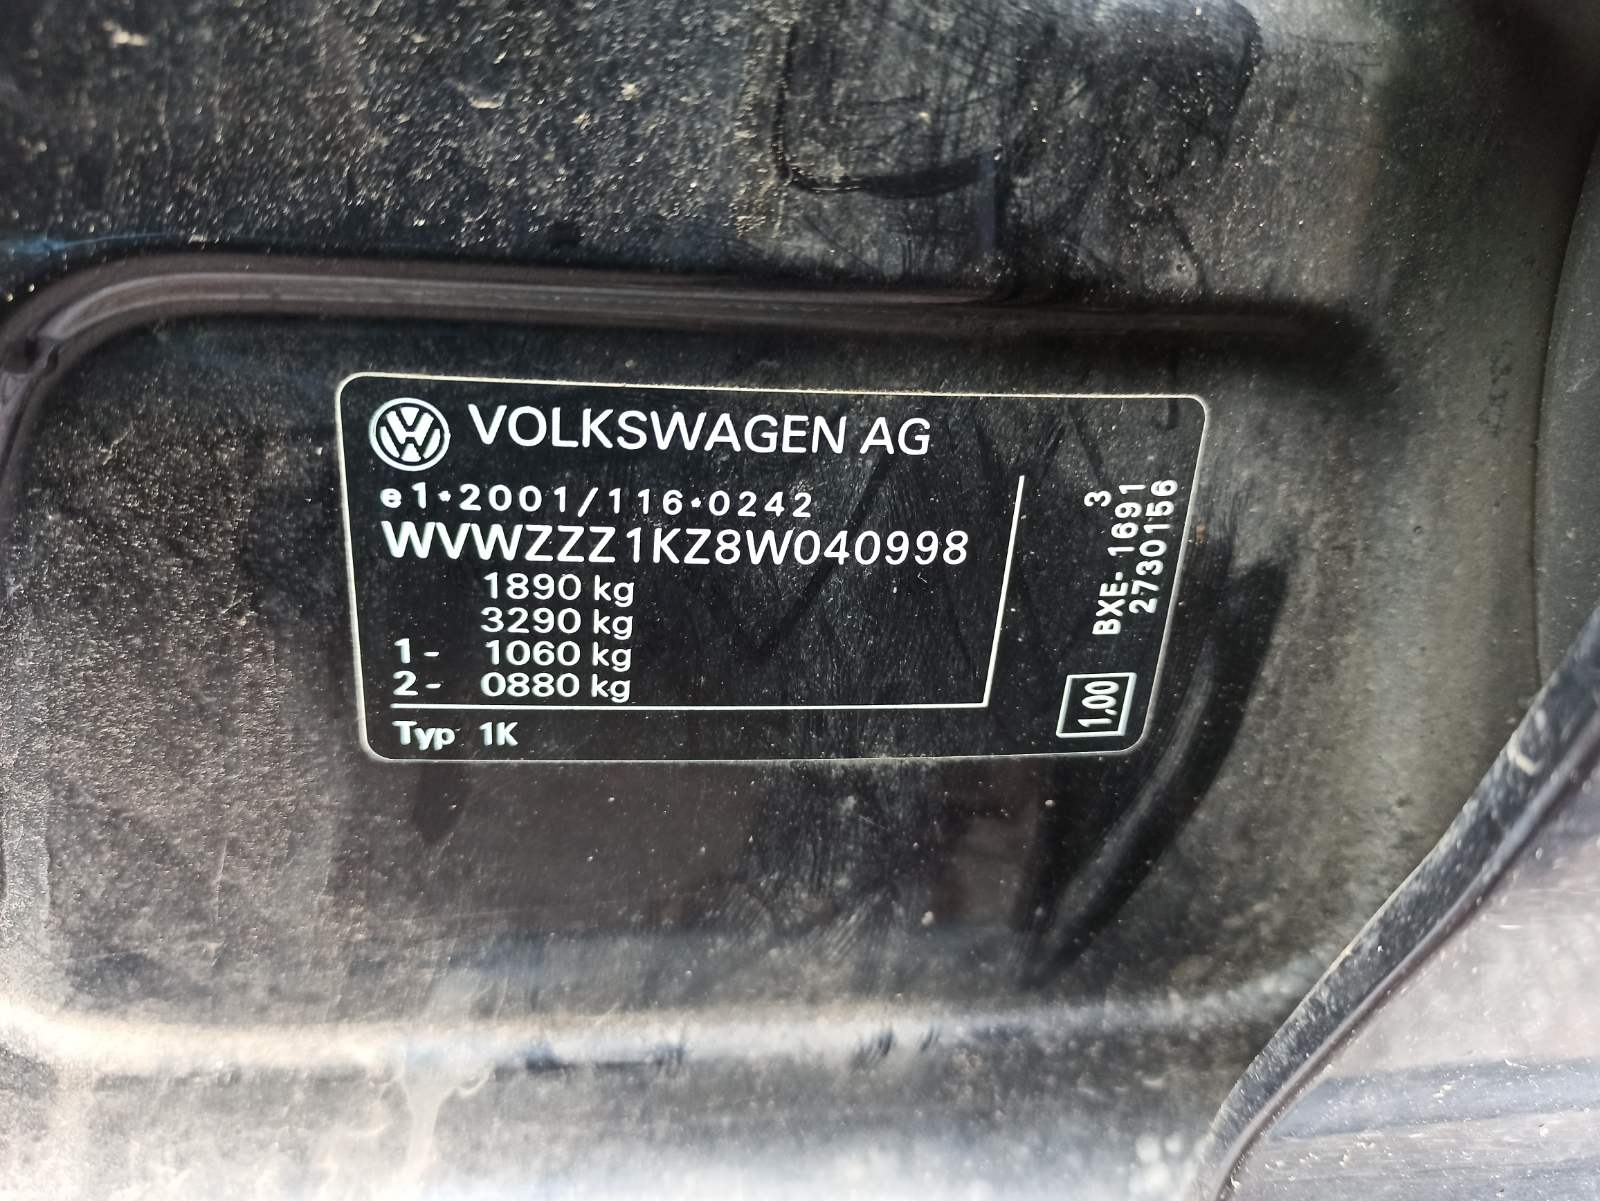 VOLKSWAGEN AG
e1*2001/116*0242
WVWZZZ1KZ8W040998
1890 kg
3290 kg
1- 1060 kg
2- 0880 kg
Typ 1K
3
BXE-1691
2730156
1,00